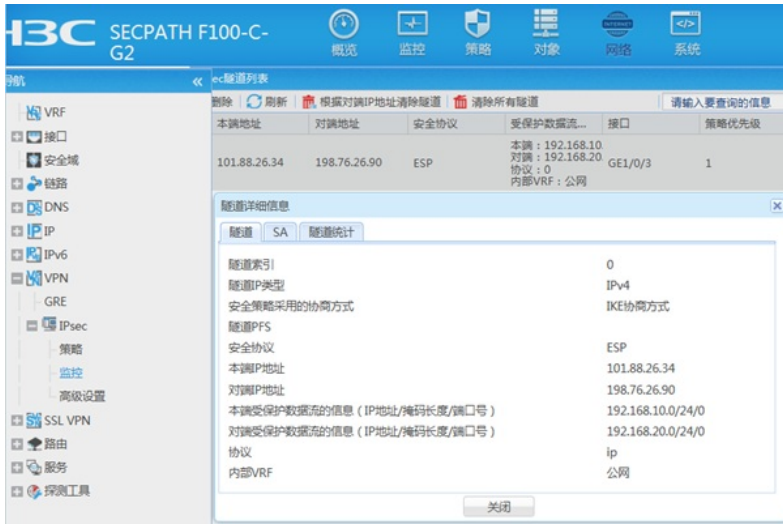 H3C SECPATH F100-C-G2
概览
监控
策略
对象
网络
系统
导航
VRF
接口
安全域
链路
DNS
IP
IPv6
VPN
GRE
IPsec
策略
监控
高级设置
SSL VPN
路由
服务
探测工具
ec隧道列表
删除 刷新 根据对端IP地址清除隧道 清除所有隧道 请输入要查询的信息
本端地址 对端地址 安全协议 受保护数据流... 接口 策略优先级
101.88.26.34 198.76.26.90 ESP
本端：192.168.10.
对端：192.168.20
协议：0
内部VRF：公网
GE1/0/3 1
隧道详细信息
隧道 SA 隧道统计
隧道索引 0
隧道IP类型 IPv4
安全策略采用的协商方式 IKE协商方式
隧道PFS
安全协议 ESP
本端IP地址 101.88.26.34
对端IP地址 198.76.26.90
本端受保护数据流的信息（IP地址/掩码长度/端口号） 192.168.10.0/24/0
对端受保护数据流的信息（IP地址/掩码长度/端口号） 192.168.20.0/24/0
协议 ip
内部VRF 公网
关闭